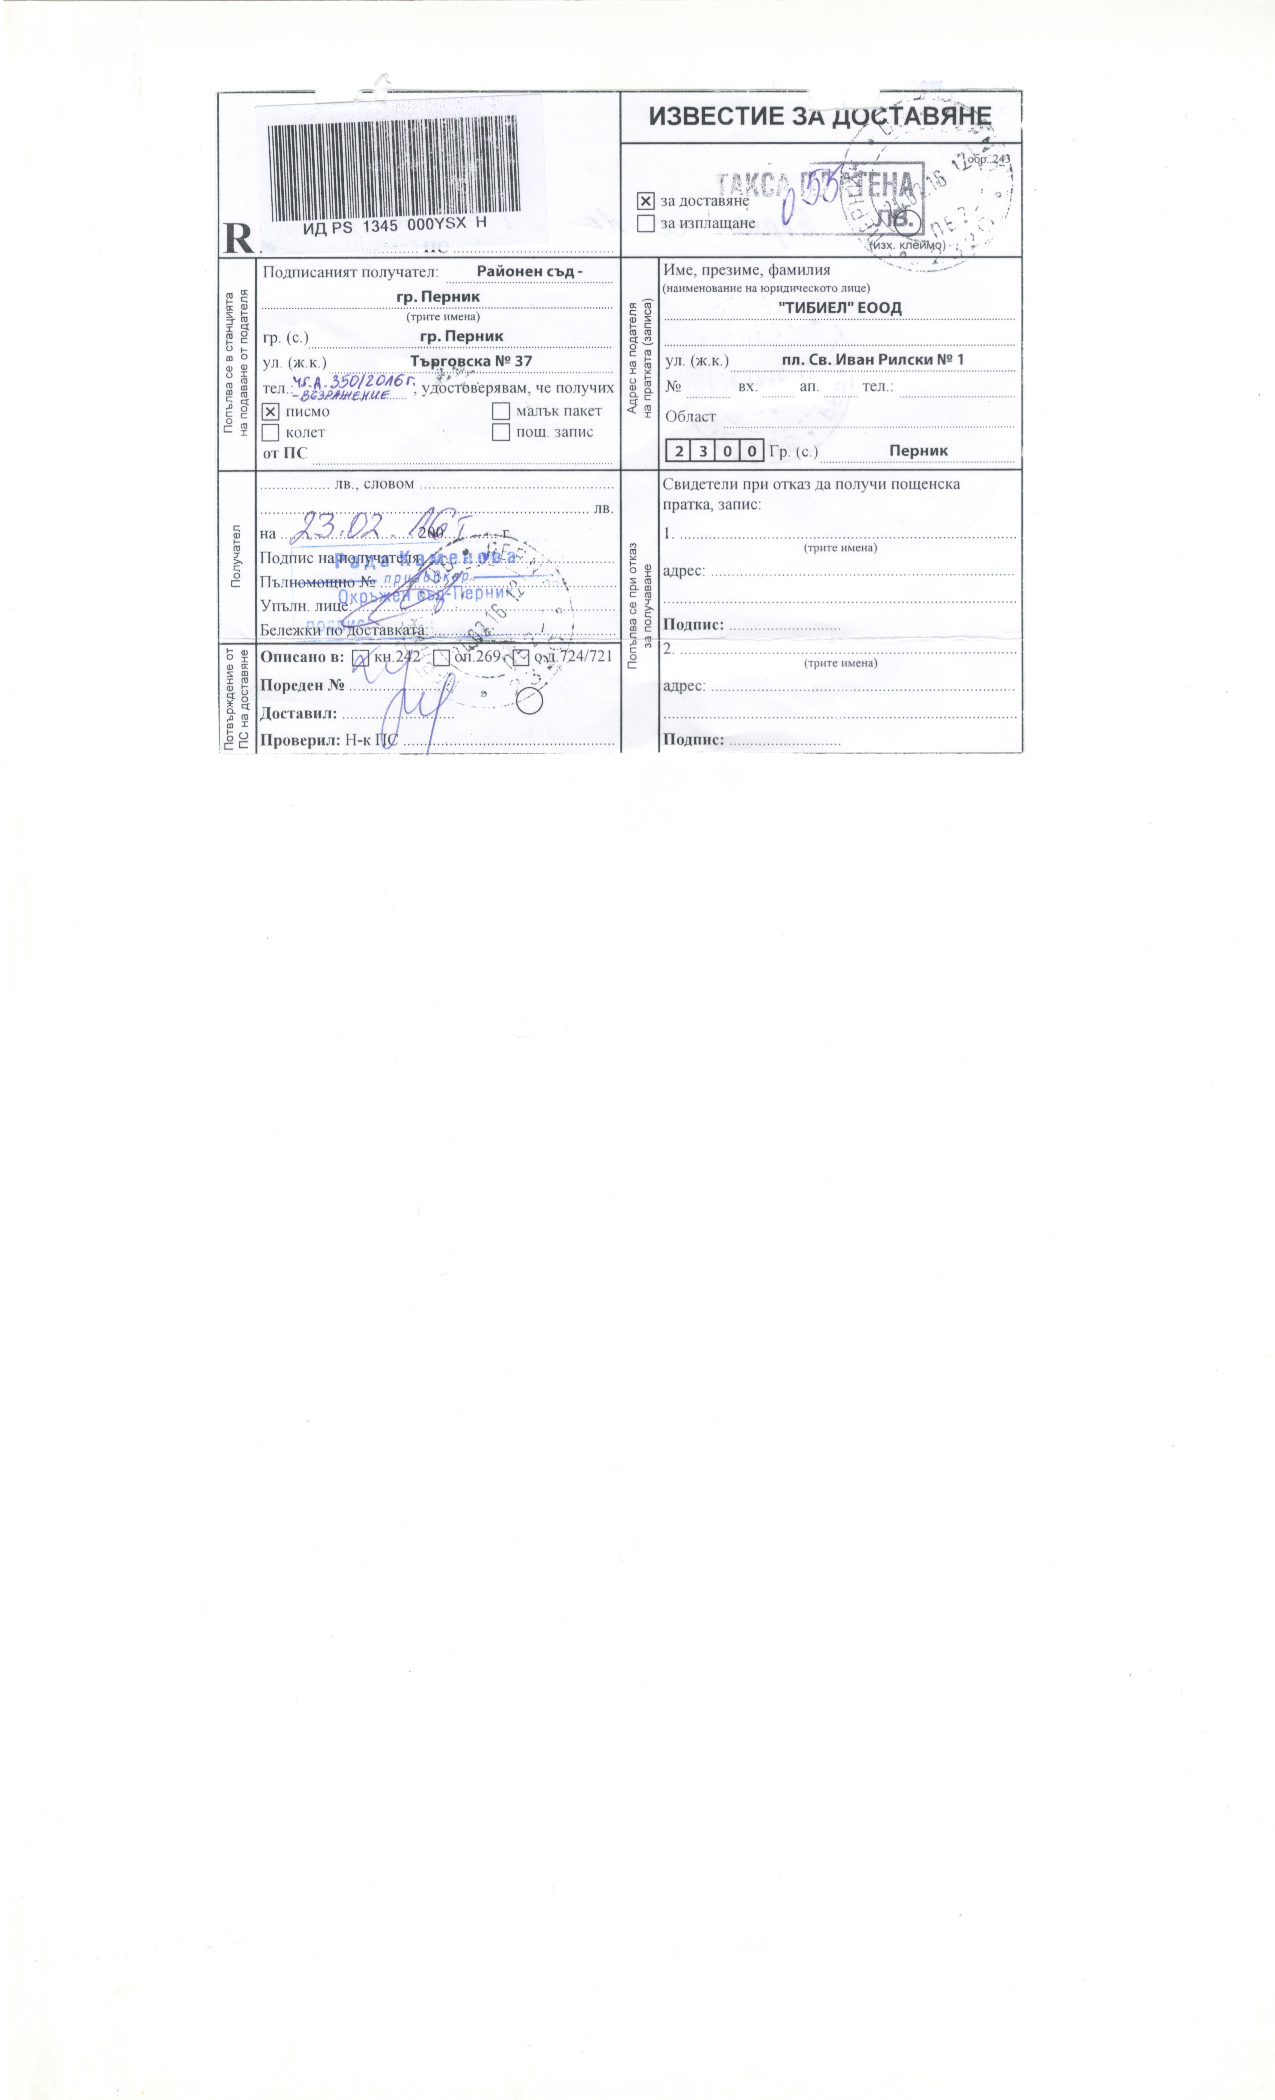 ИЗВЕСТИЕ ЗА ДОСТАВЯНЕ
обр. 243
ТАКСА ПЛАТЕНА
055
ЛВ.
☒ за доставяне
☐ за изплащане
(изх. клеймо)
ИД PS 1345 000YSX H
R
Попълва се в станцията
на подаване от подателя
Подписаният получател: Районен съд -
гр. Перник
(трите имена)
гр. (с.) гр. Перник
ул. (ж.к.) Търговска № 37
тел.: Ч.Г.Д. 350/2016 г. , удостоверявам, че получих
- ВЪЗРАЖЕНИЕ
☒ писмо ☐ малък пакет
☐ колет ☐ пощ. запис
от ПС
Адрес на подателя
на пратката (записа)
Име, презиме, фамилия
(наименование на юридическото лице)
"ТИБИЕЛ" ЕООД
ул. (ж.к.) пл. Св. Иван Рилски № 1
№ вх. ап. тел.:
Област
2 3 0 0 Гр. (с.) Перник
Получател
лв., словом
лв.
на 23.02.16 г. 200 г.
Подпис на получателя
Рада Каменова
Пълномощно №
призовкар
Окръжен съд-Перник
Упълн. лице:
подпис
Бележки по доставката:
Попълва се при отказ
за получаване
Свидетели при отказ да получи пощенска
пратка, запис:
1.
(трите имена)
адрес:
Подпис:
2.
(трите имена)
адрес:
Подпис:
Потвърждение от
ПС на доставяне
Описано в: ☐ кн.242 ☐ оп.269 ☐ о.д.724/721
Пореден №
Доставил:
Проверил: Н-к ПС